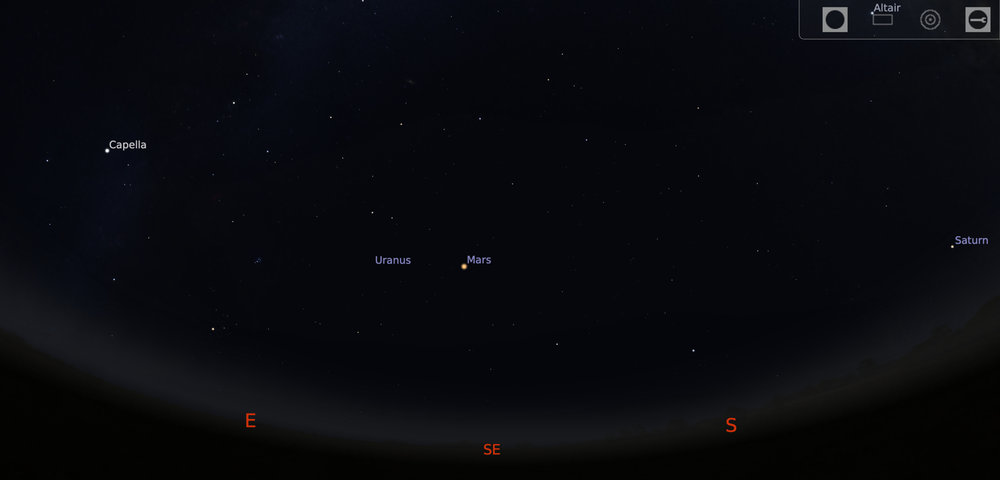 Altair
Capella
Saturn
Uranus
Mars
E
S
SE